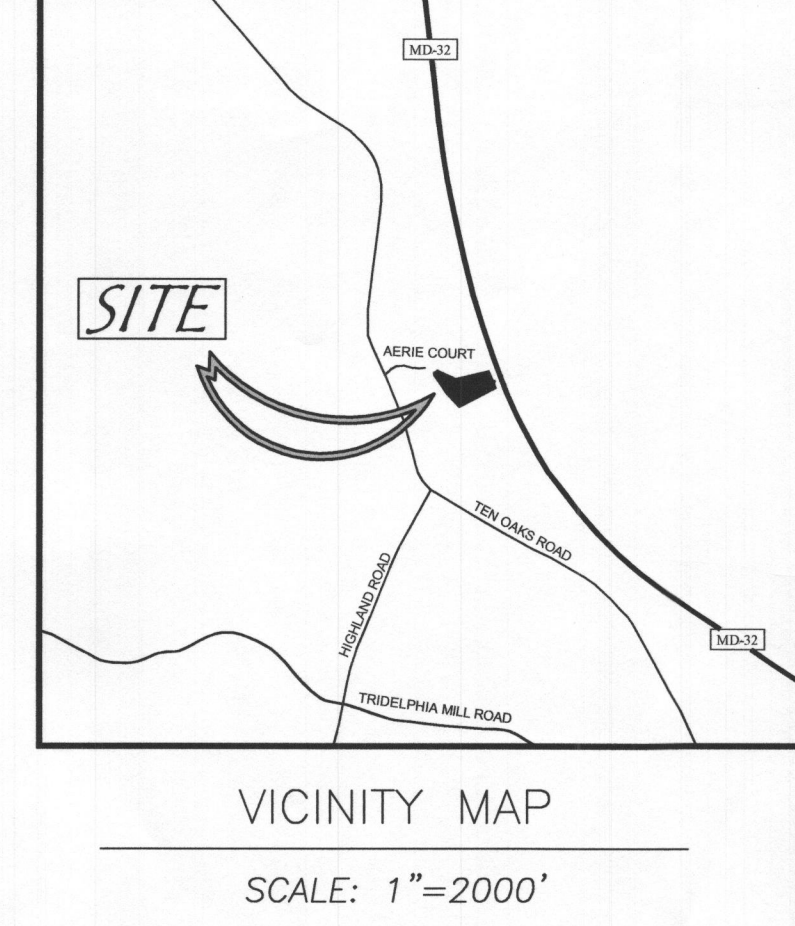 MD-32
SITE
AERIE COURT
TEN OAKS ROAD
HIGHLAND ROAD
MD-32
TRIDELPHIA MILL ROAD
VICINITY MAP
SCALE: 1"=2000'